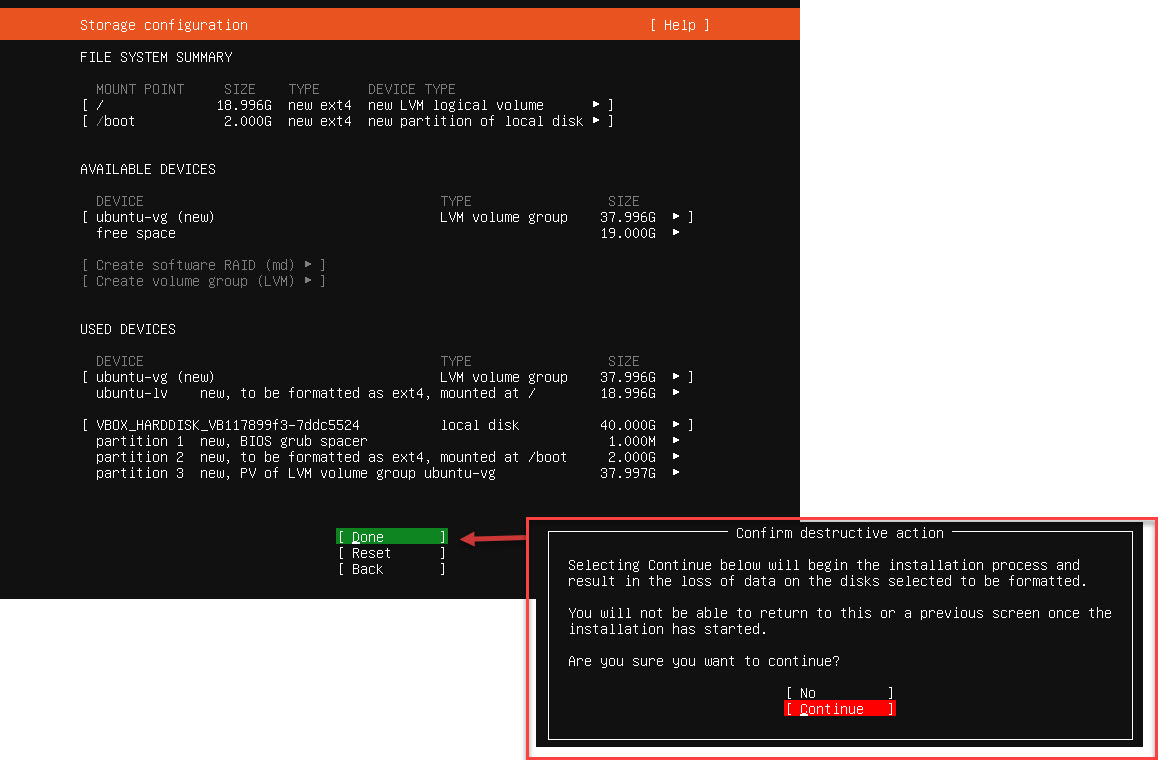 Storage configuration [ Help ]
FILE SYSTEM SUMMARY
MOUNT POINT SIZE TYPE DEVICE TYPE
[ / 18.996G new ext4 new LVM logical volume ▸ ]
[ /boot 2.000G new ext4 new partition of local disk ▸ ]
AVAILABLE DEVICES
DEVICE TYPE SIZE
[ ubuntu-vg (new) LVM volume group 37.996G ▸ ]
free space 19.000G ▸
[ Create software RAID (md) ▸ ]
[ Create volume group (LVM) ▸ ]
USED DEVICES
DEVICE TYPE SIZE
[ ubuntu-vg (new) LVM volume group 37.996G ▸ ]
ubuntu-lv new, to be formatted as ext4, mounted at / 18.996G ▸
[ VBOX_HARDDISK_VB117899f3-7ddc5524 local disk 40.000G ▸ ]
partition 1 new, BIOS grub spacer 1.000M ▸
partition 2 new, to be formatted as ext4, mounted at /boot 2.000G ▸
partition 3 new, PV of LVM volume group ubuntu-vg 37.997G ▸
[ Done ]
[ Reset ]
[ Back ]
Confirm destructive action
Selecting Continue below will begin the installation process and
result in the loss of data on the disks selected to be formatted.
You will not be able to return to this or a previous screen once the
installation has started.
Are you sure you want to continue?
[ No ]
[ Continue ]